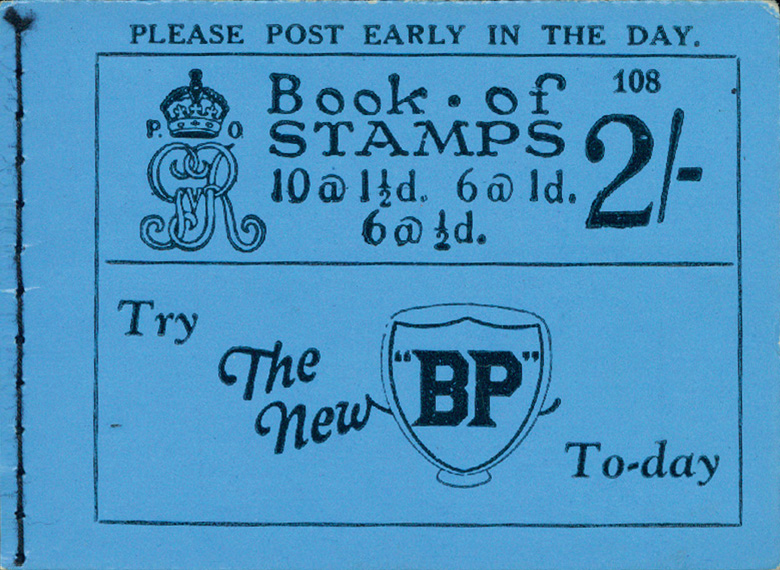 PLEASE POST EARLY IN THE DAY.
Book · of 108
P. O
STAMPS 2/-
GvR
10 @ 1½d. 6 @ 1d.
6 @ ½d.
Try
The
New "BP"
To-day